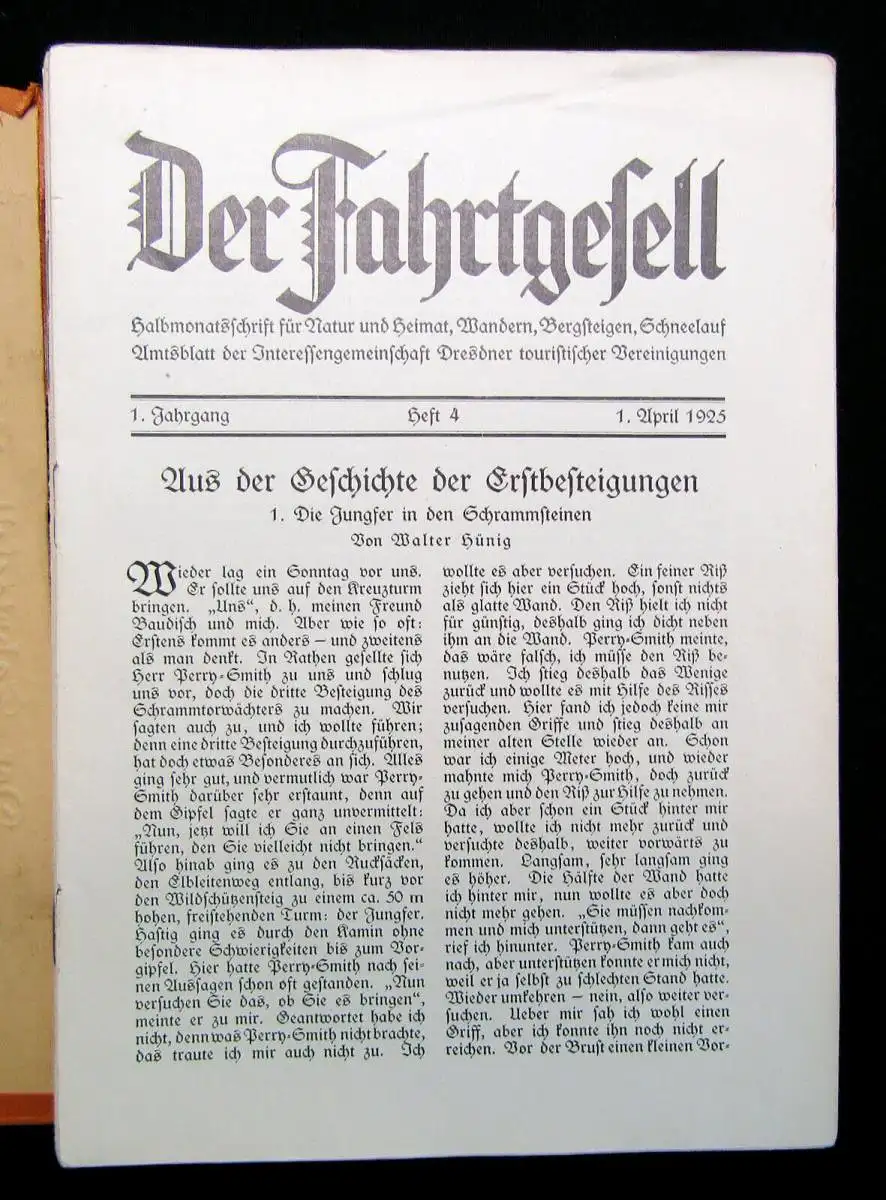 Der Fahrtgesell
Halbmonatsschrift für Natur und Heimat, Wandern, Bergsteigen, Schneelauf
Amtsblatt der Interessengemeinschaft Dresdner touristischer Vereinigungen
1. Jahrgang Heft 4 1. April 1925
Aus der Geschichte der Erstbesteigungen
1. Die Jungfer in den Schrammsteinen
Von Walter Hünig
Wieder lag ein Sonntag vor uns.
Er sollte uns auf den Kreuzturm
bringen. „Uns“, d. h. meinen Freund
Baudisch und mich. Aber wie so oft:
Erstens kommt es anders – und zweitens
als man denkt. In Rathen gesellte sich
Herr Perry-Smith zu uns und schlug
uns vor, doch die dritte Besteigung des
Schrammtorwächters zu machen. Wir
sagten auch zu, und ich wollte führen;
denn eine dritte Besteigung durchzuführen,
hat doch etwas Besonderes an sich. Alles
ging sehr gut, und vermutlich war Perry-
Smith darüber sehr erstaunt, denn auf
dem Gipfel sagte er ganz unvermittelt:
„Nun, jetzt will ich Sie an einen Fels
führen, den Sie vielleicht nicht bringen.“
Also hinab ging es zu den Rucksäcken,
den Elbleitenweg entlang, bis kurz vor
den Wildschützensteig zu einem ca. 50 m
hohen, freistehenden Turm: der Jungfer.
Hastig ging es durch den Kamin ohne
besondere Schwierigkeiten bis zum Vor-
gipfel. Hier hatte Perry-Smith nach sei-
nen Aussagen schon oft gestanden. „Nun
versuchen Sie das, ob Sie es bringen“,
meinte er zu mir. Geantwortet habe ich
nicht, denn was Perry-Smith nicht brachte,
das traute ich mir auch nicht zu. Ich
wollte es aber versuchen. Ein feiner Riß
zieht sich hier ein Stück hoch, sonst nichts
als glatte Wand. Den Riß hielt ich nicht
für günstig, deshalb ging ich dicht neben
ihm an die Wand. Perry-Smith meinte,
das wäre falsch, ich müsse den Riß be-
nutzen. Ich stieg deshalb das Wenige
zurück und wollte es mit Hilfe des Risses
versuchen. Hier fand ich jedoch keine mir
zusagenden Griffe und stieg deshalb an
meiner alten Stelle wieder an. Schon
war ich einige Meter hoch, und wieder
mahnte mich Perry-Smith, doch zurück
zu gehen und den Riß zur Hilfe zu nehmen.
Da ich aber schon ein Stück hinter mir
hatte, wollte ich nicht mehr zurück und
versuchte deshalb, weiter vorwärts zu
kommen. Langsam, sehr langsam ging
es höher. Die Hälfte der Wand hatte
ich hinter mir, nun wollte es aber doch
nicht mehr gehen. „Sie müssen nachkom-
men und mich unterstützen, dann geht es“,
rief ich hinunter. Perry-Smith kam auch
nach, aber unterstützen konnte er mich nicht,
weil er ja selbst zu schlechten Stand hatte.
Wieder umkehren – nein, also weiter ver-
suchen. Ueber mir sah ich wohl einen
Griff, aber ich konnte ihn noch nicht er-
reichen. Vor der Brust einen kleinen Vor-